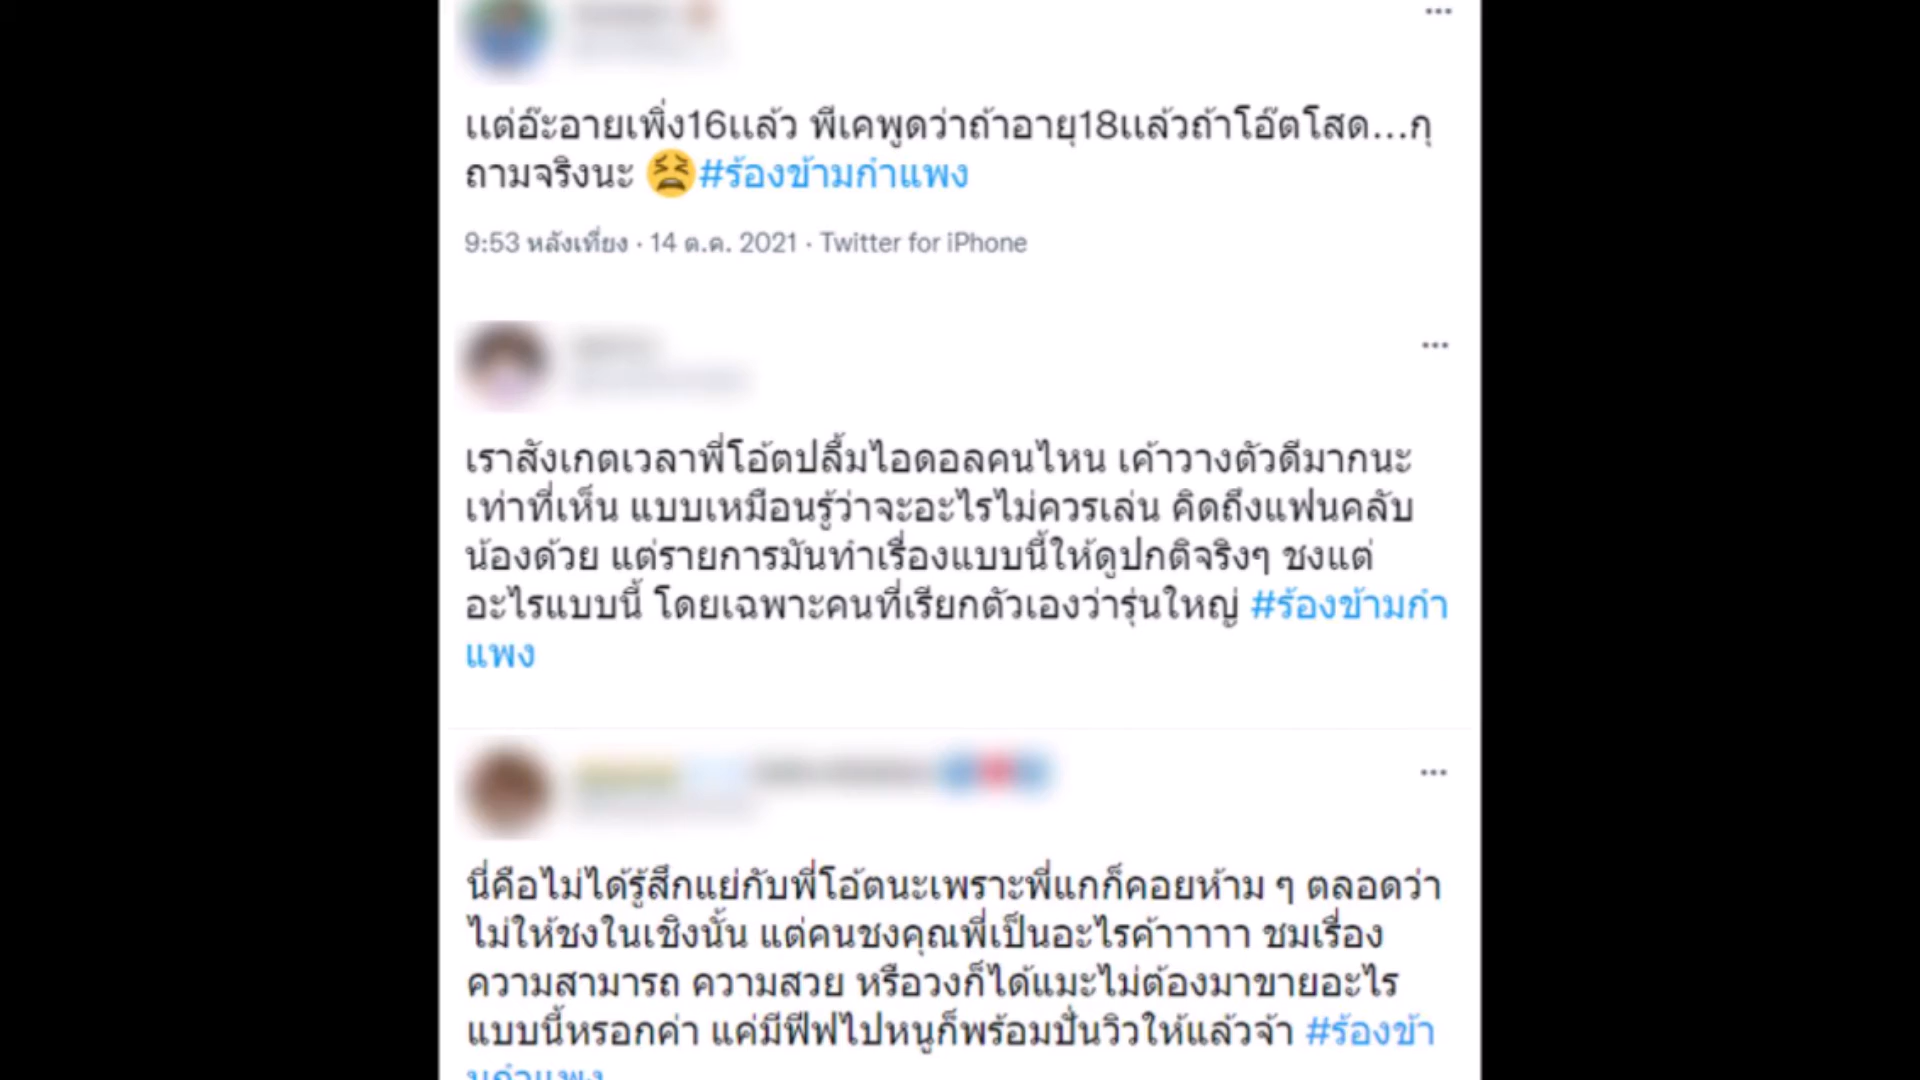 แต่อ๊ะอายเพิ่ง16แล้ว พี่เคพูดว่าถ้าอายุ18แล้วถ้าโอ๊ตโสด...กุ
ถามจริงนะ 😫#ร้องข้ามกำแพง
9:53 หลังเที่ยง · 14 ต.ค. 2021 · Twitter for iPhone
เราสังเกตเวลาพี่โอ้ตปลื้มไอดอลคนไหน เค้าวางตัวดีมากนะ
เท่าที่เห็น แบบเหมือนรู้ว่าจะอะไรไม่ควรเล่น คิดถึงแฟนคลับ
น้องด้วย แต่รายการมันทำเรื่องแบบนี้ให้ดูปกติจริงๆ ชงแต่
อะไรแบบนี้ โดยเฉพาะคนที่เรียกตัวเองว่ารุ่นใหญ่ #ร้องข้ามกำ
แพง
นี่คือไม่ได้รู้สึกแย่กับพี่โอ้ตนะเพราะพี่แกก็คอยห้าม ๆ ตลอดว่า
ไม่ให้ชงในเชิงนั้น แต่คนชงคุณพี่เป็นอะไรค้าาาาา ชมเรื่อง
ความสามารถ ความสวย หรือวงก็ได้แมะไม่ต้องมาขายอะไร
แบบนี้หรอกค่า แค่มีฟีฟไปหนูก็พร้อมปั่นวิวให้แล้วจ้า #ร้องข้า
มกำแพง